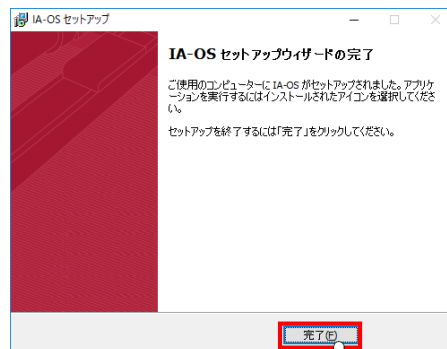 IA-OS セットアップ
IA-OS セットアップウィザードの完了
ご使用のコンピューターに IA-OS がセットアップされました。アプリケ
ーションを実行するにはインストールされたアイコンを選択してくださ
い。
セットアップを終了するには「完了」をクリックしてください。
完了(F)